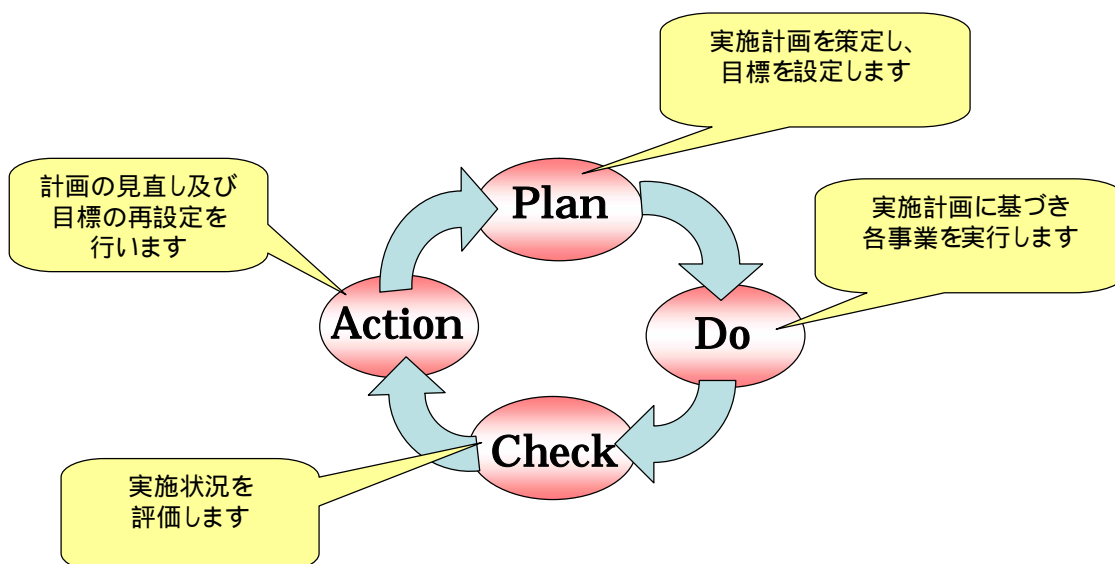 実施計画を策定し、
目標を設定します
Plan
計画の見直し及び
目標の再設定を
行います
実施計画に基づき
各事業を実行します
Action
Do
Check
実施状況を
評価します